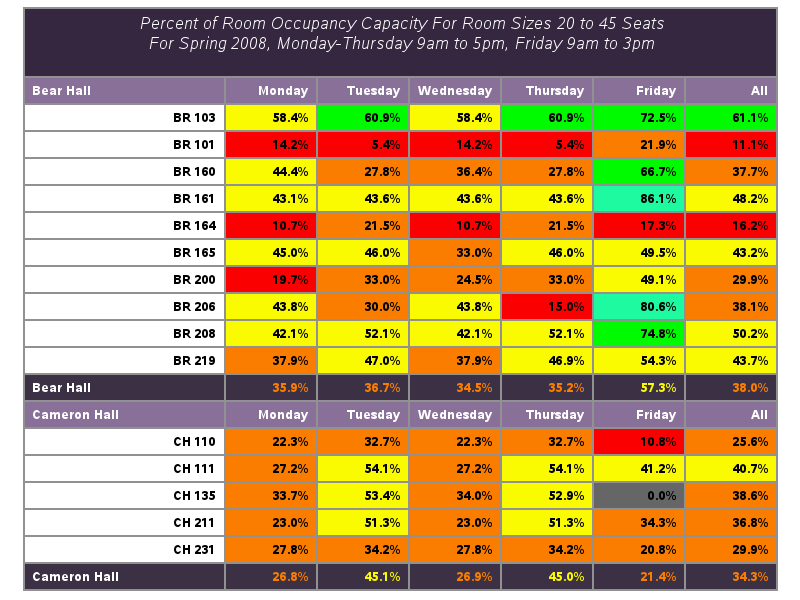 Percent of Room Occupancy Capacity For Room Sizes 20 to 45 Seats
For Spring 2008, Monday-Thursday 9am to 5pm, Friday 9am to 3pm
Bear Hall Monday Tuesday Wednesday Thursday Friday All
BR 103 58.4% 60.9% 58.4% 60.9% 72.5% 61.1%
BR 101 14.2% 5.4% 14.2% 5.4% 21.9% 11.1%
BR 160 44.4% 27.8% 36.4% 27.8% 66.7% 37.7%
BR 161 43.1% 43.6% 43.6% 43.6% 86.1% 48.2%
BR 164 10.7% 21.5% 10.7% 21.5% 17.3% 16.2%
BR 165 45.0% 46.0% 33.0% 46.0% 49.5% 43.2%
BR 200 19.7% 33.0% 24.5% 33.0% 49.1% 29.9%
BR 206 43.8% 30.0% 43.8% 15.0% 80.6% 38.1%
BR 208 42.1% 52.1% 42.1% 52.1% 74.8% 50.2%
BR 219 37.9% 47.0% 37.9% 46.9% 54.3% 43.7%
Bear Hall 35.9% 36.7% 34.5% 35.2% 57.3% 38.0%
Cameron Hall Monday Tuesday Wednesday Thursday Friday All
CH 110 22.3% 32.7% 22.3% 32.7% 10.8% 25.6%
CH 111 27.2% 54.1% 27.2% 54.1% 41.2% 40.7%
CH 135 33.7% 53.4% 34.0% 52.9% 0.0% 38.6%
CH 211 23.0% 51.3% 23.0% 51.3% 34.3% 36.8%
CH 231 27.8% 34.2% 27.8% 34.2% 20.8% 29.9%
Cameron Hall 26.8% 45.1% 26.9% 45.0% 21.4% 34.3%